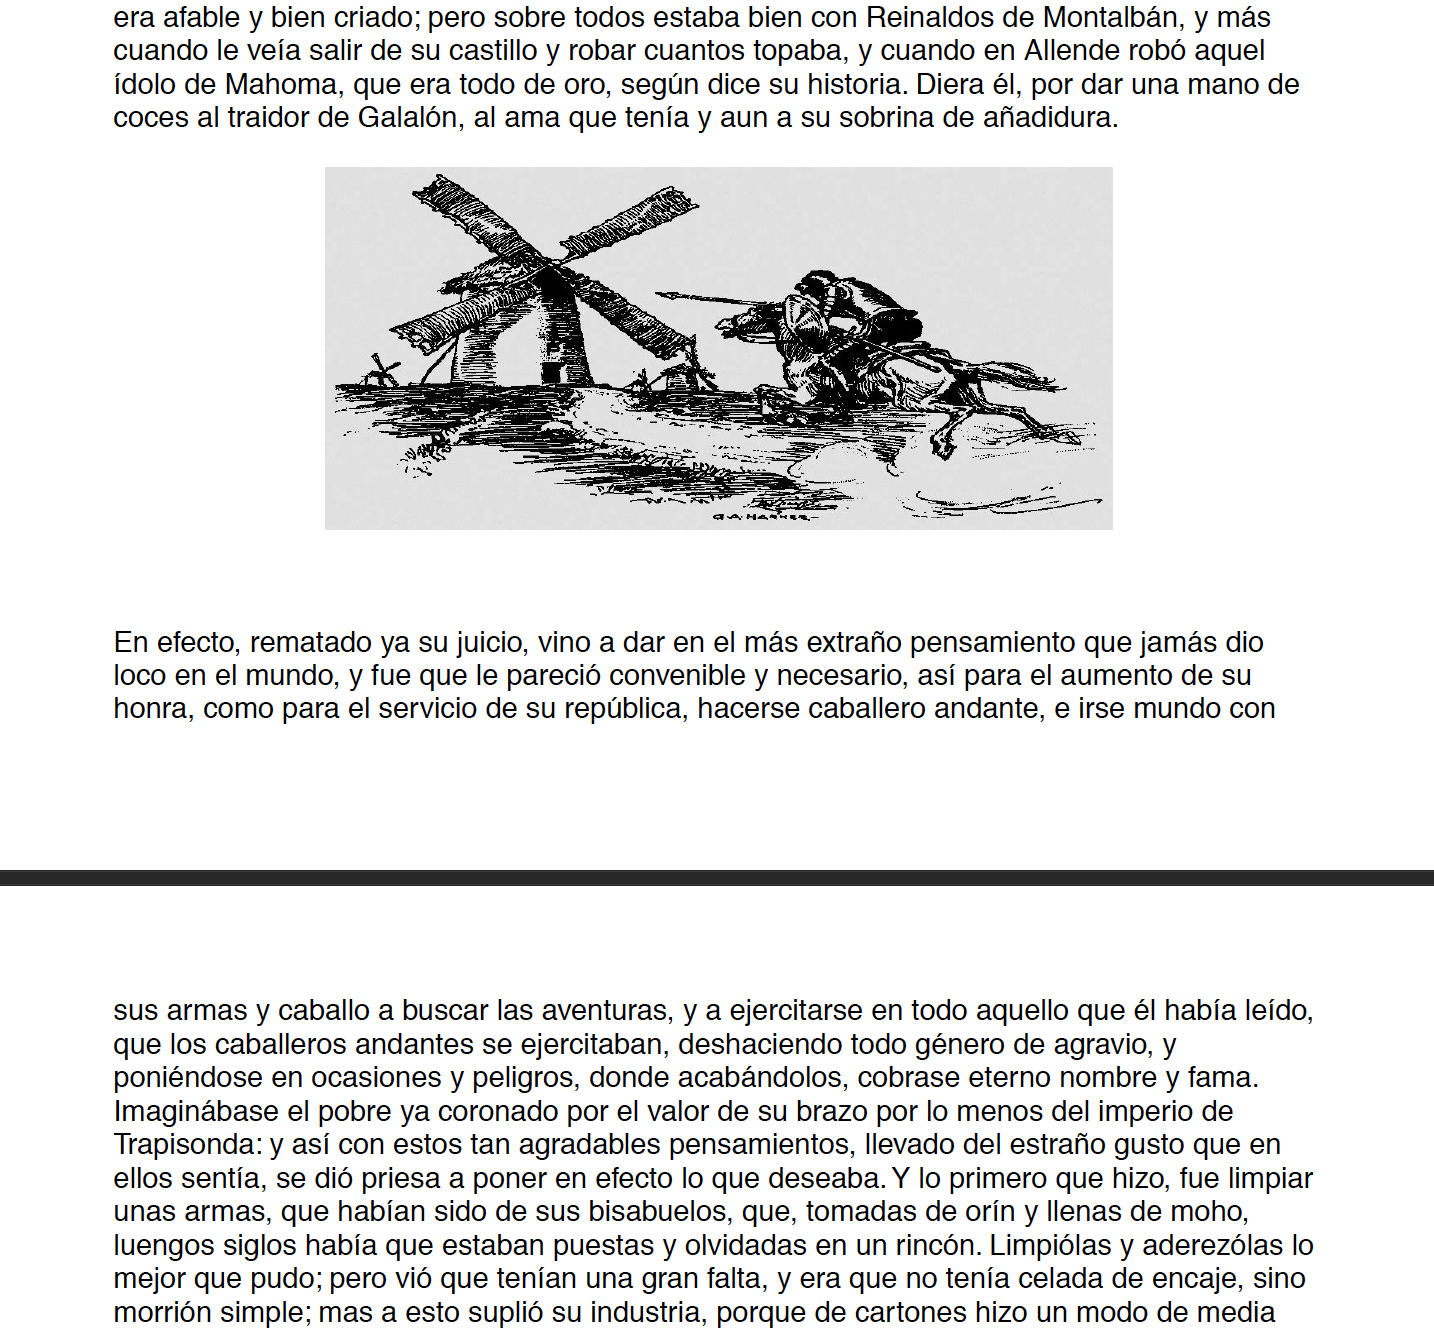 era afable y bien criado; pero sobre todos estaba bien con Reinaldos de Montalbán, y más
cuando le veía salir de su castillo y robar cuantos topaba, y cuando en Allende robó aquel
ídolo de Mahoma, que era todo de oro, según dice su historia. Diera él, por dar una mano de
coces al traidor de Galalón, al ama que tenía y aun a su sobrina de añadidura.
G.A. HARKER
En efecto, rematado ya su juicio, vino a dar en el más extraño pensamiento que jamás dio
loco en el mundo, y fue que le pareció convenible y necesario, así para el aumento de su
honra, como para el servicio de su república, hacerse caballero andante, e irse mundo con
sus armas y caballo a buscar las aventuras, y a ejercitarse en todo aquello que él había leído,
que los caballeros andantes se ejercitaban, deshaciendo todo género de agravio, y
poniéndose en ocasiones y peligros, donde acabándolos, cobrase eterno nombre y fama.
Imaginábase el pobre ya coronado por el valor de su brazo por lo menos del imperio de
Trapisonda: y así con estos tan agradables pensamientos, llevado del estraño gusto que en
ellos sentía, se dió priesa a poner en efecto lo que deseaba. Y lo primero que hizo, fue limpiar
unas armas, que habían sido de sus bisabuelos, que, tomadas de orín y llenas de moho,
luengos siglos había que estaban puestas y olvidadas en un rincón. Limpiólas y aderezólas lo
mejor que pudo; pero vió que tenían una gran falta, y era que no tenía celada de encaje, sino
morrión simple; mas a esto suplió su industria, porque de cartones hizo un modo de media